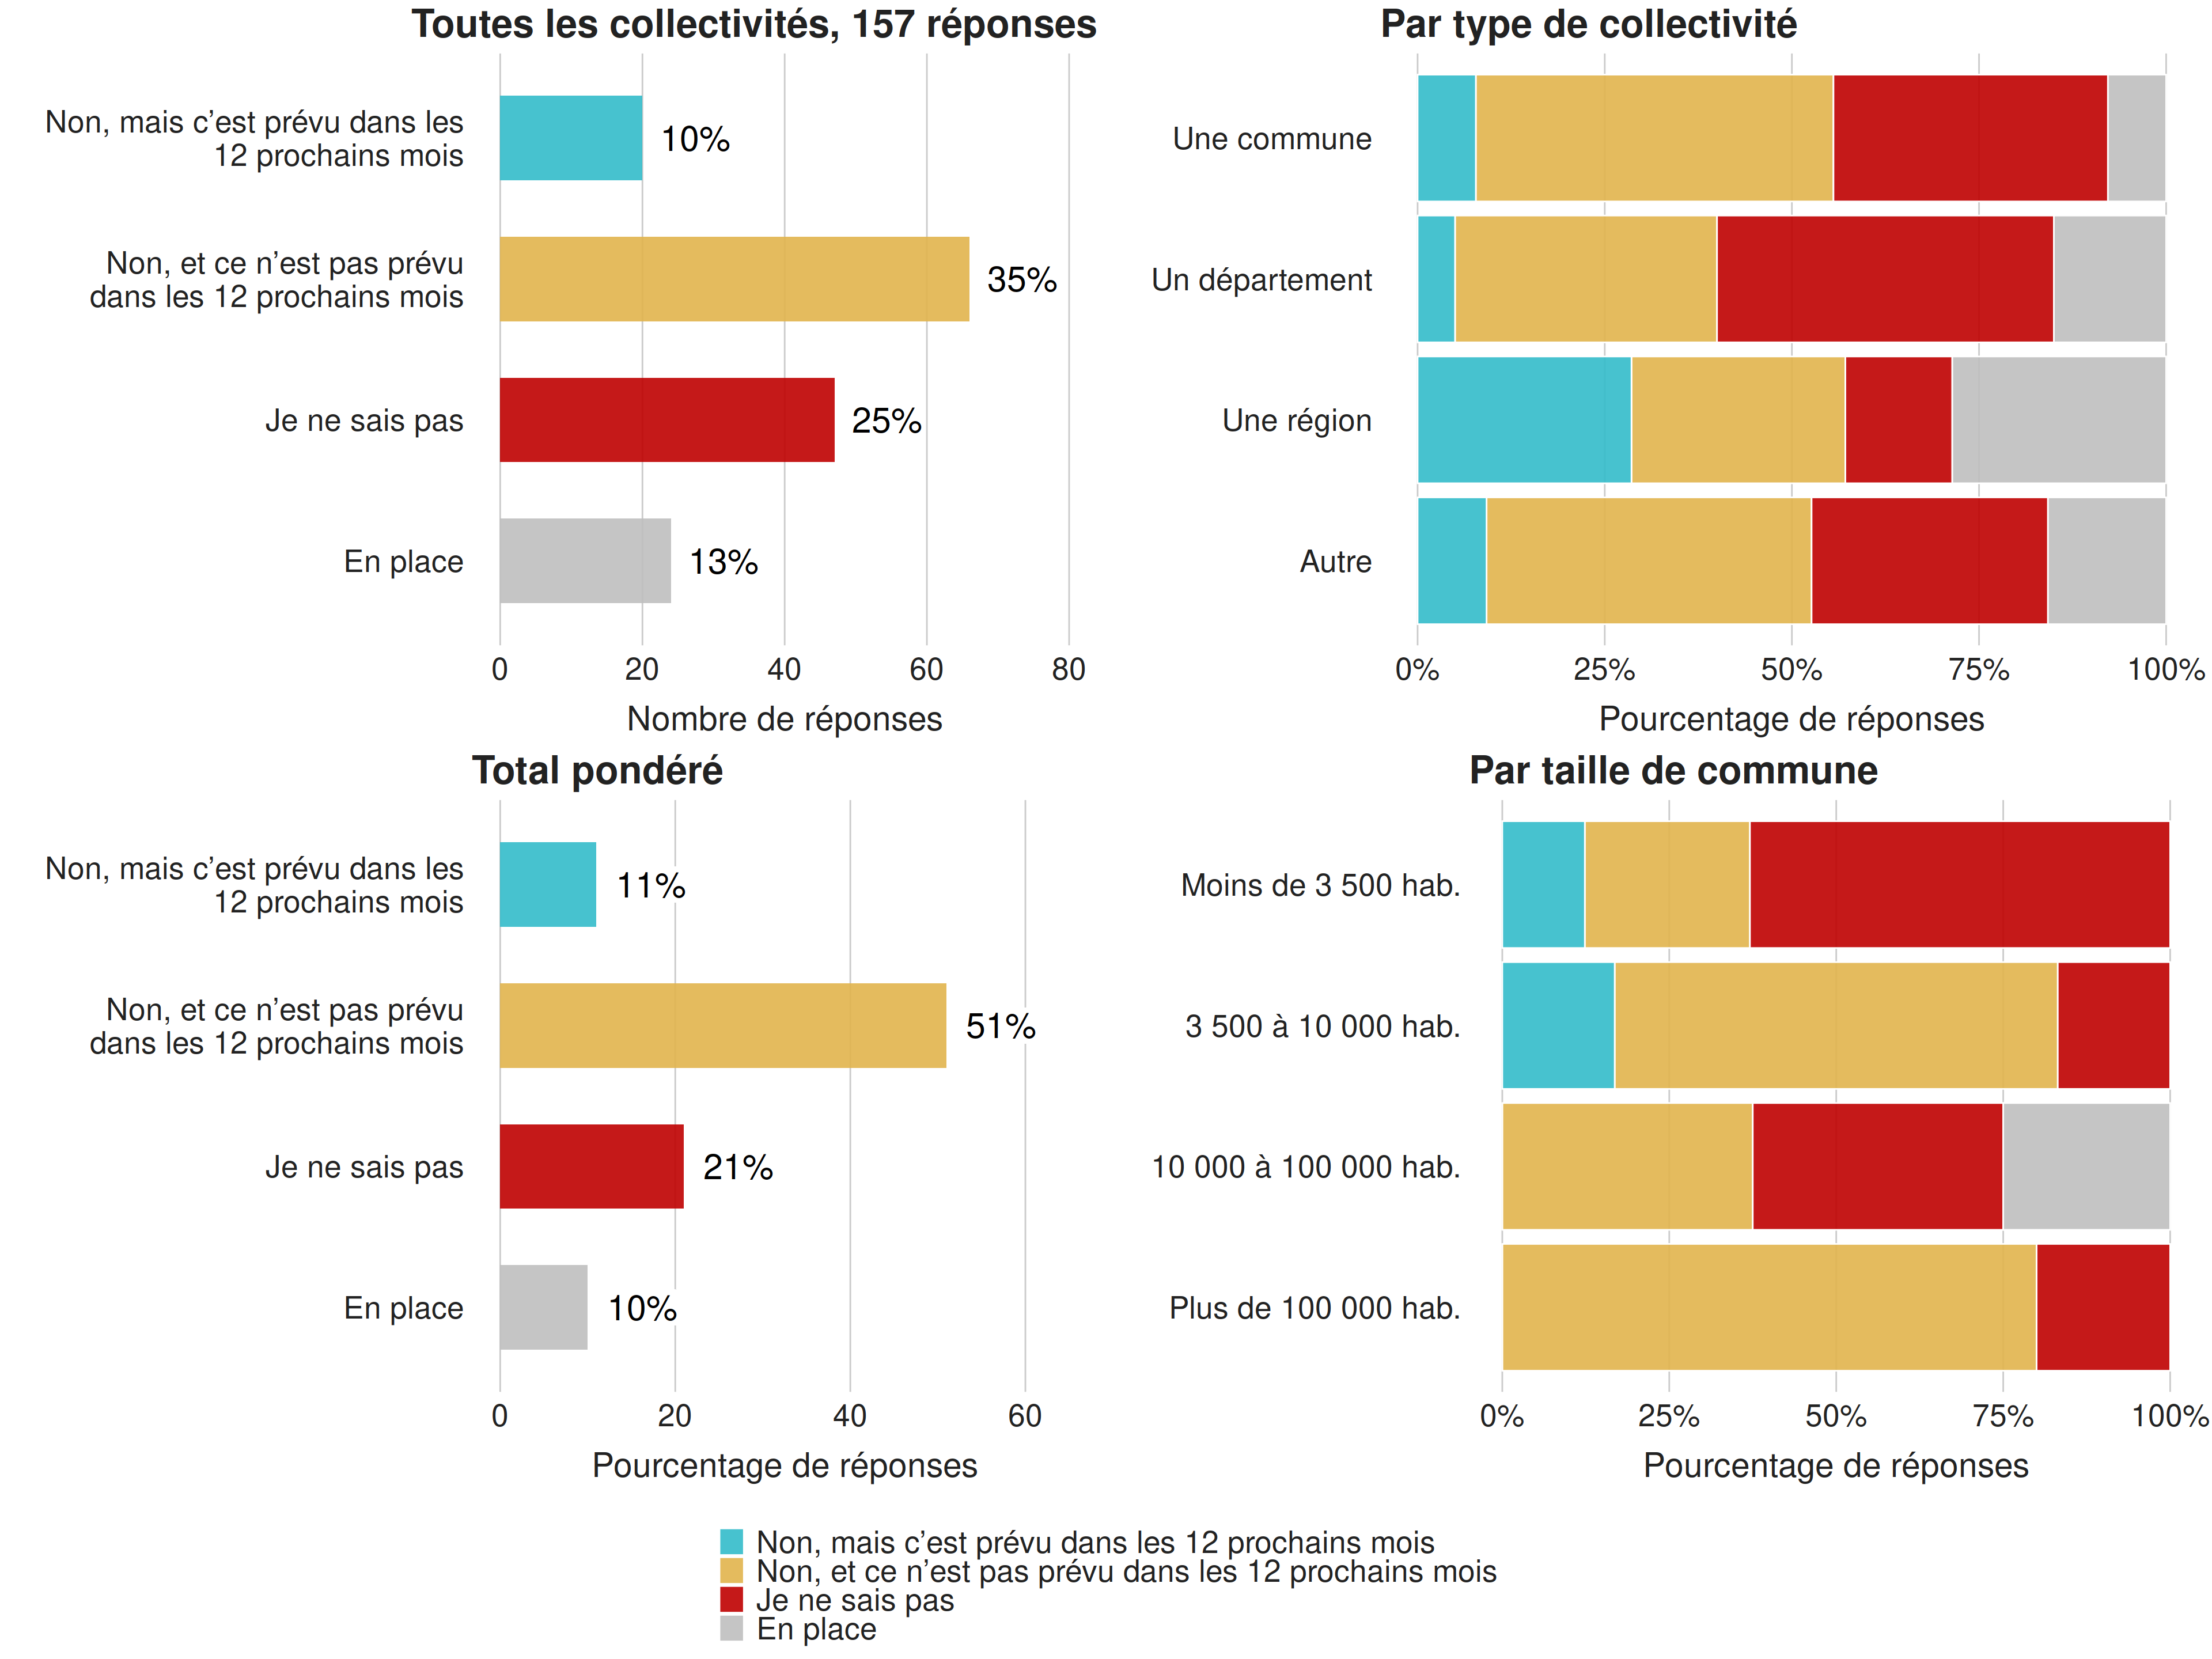 Toutes les collectivités, 157 réponses
Non, mais c’est prévu dans les
12 prochains mois
10%
Non, et ce n’est pas prévu
dans les 12 prochains mois
35%
Je ne sais pas
25%
En place
13%
0 20 40 60 80
Nombre de réponses
Par type de collectivité
Une commune
Un département
Une région
Autre
0% 25% 50% 75% 100%
Pourcentage de réponses
Total pondéré
Non, mais c’est prévu dans les
12 prochains mois
11%
Non, et ce n’est pas prévu
dans les 12 prochains mois
51%
Je ne sais pas
21%
En place
10%
0 20 40 60
Pourcentage de réponses
Par taille de commune
Moins de 3 500 hab.
3 500 à 10 000 hab.
10 000 à 100 000 hab.
Plus de 100 000 hab.
0% 25% 50% 75% 100%
Pourcentage de réponses
Non, mais c’est prévu dans les 12 prochains mois
Non, et ce n’est pas prévu dans les 12 prochains mois
Je ne sais pas
En place